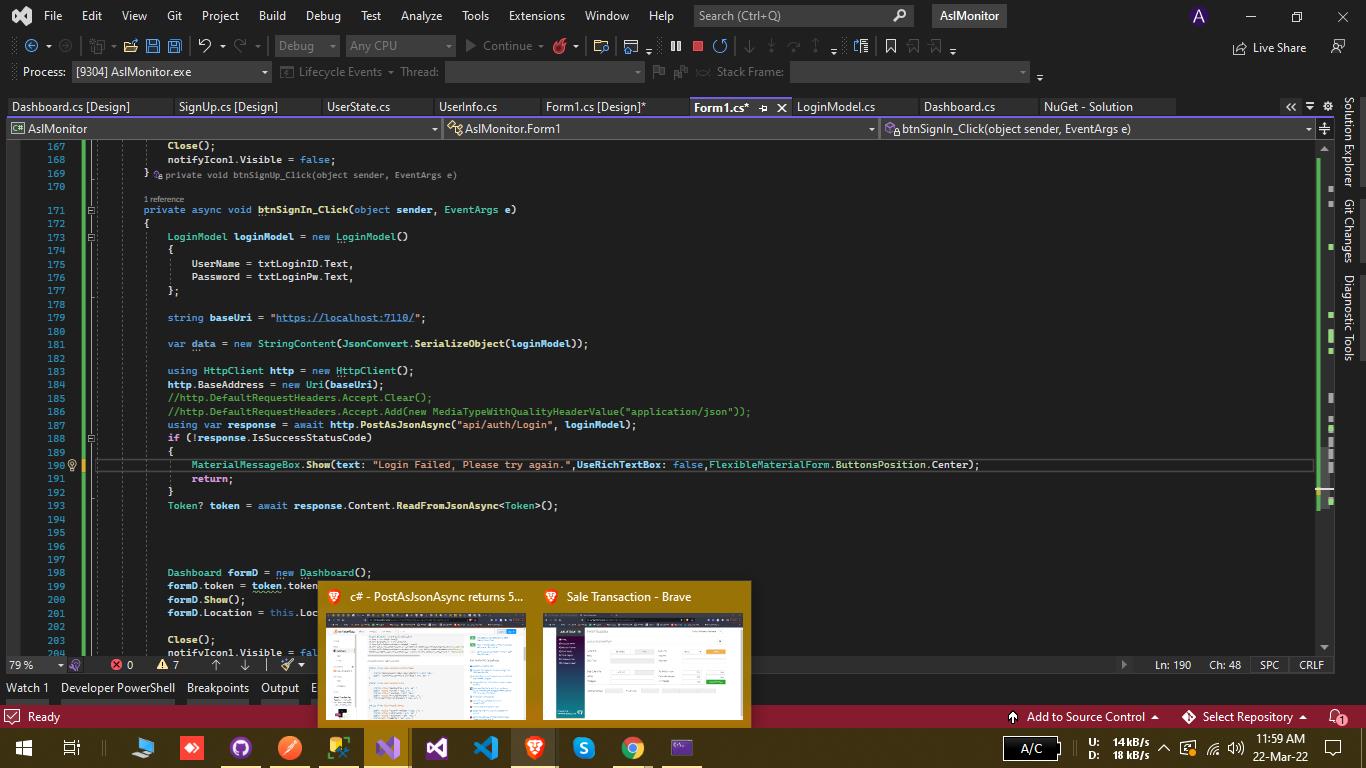 File Edit View Git Project Build Debug Test Analyze Tools Extensions Window Help Search (Ctrl+Q) AslMonitor A
Debug Any CPU Continue Live Share
Process: [9304] AslMonitor.exe Lifecycle Events Thread: Stack Frame:
Dashboard.cs [Design] SignUp.cs [Design] UserState.cs UserInfo.cs Form1.cs [Design]* Form1.cs* LoginModel.cs Dashboard.cs NuGet - Solution
AslMonitor AslMonitor.Form1 btnSignIn_Click(object sender, EventArgs e)
167 Close();
168 notifyIcon1.Visible = false;
169 } private void btnSignUp_Click(object sender, EventArgs e)
170
1 reference
171 private async void btnSignIn_Click(object sender, EventArgs e)
172 {
173 LoginModel loginModel = new LoginModel()
174 {
175 UserName = txtLoginID.Text,
176 Password = txtLoginPw.Text,
177 };
178
179 string baseUri = "https://localhost:7110/";
180
181 var data = new StringContent(JsonConvert.SerializeObject(loginModel));
182
183 using HttpClient http = new HttpClient();
184 http.BaseAddress = new Uri(baseUri);
185 //http.DefaultRequestHeaders.Accept.Clear();
186 //http.DefaultRequestHeaders.Accept.Add(new MediaTypeWithQualityHeaderValue("application/json"));
187 using var response = await http.PostAsJsonAsync("api/auth/Login", loginModel);
188 if (!response.IsSuccessStatusCode)
189 {
190 MaterialMessageBox.Show(text: "Login Failed, Please try again.",UseRichTextBox: false,FlexibleMaterialForm.ButtonsPosition.Center);
191 return;
192 }
193 Token? token = await response.Content.ReadFromJsonAsync<Token>();
194
195
196
197
198 Dashboard formD = new Dashboard();
199 formD.token = token.token
200 formD.Show();
201 formD.Location = this.Loc
202
203 Close();
204 notifyIcon1.Visible = fal
Solution Explorer
Git Changes
Diagnostic Tools
c# - PostAsJsonAsync returns 5... Sale Transaction - Brave
79 % 0 7 Ln: 190 Ch: 48 SPC CRLF
Watch 1 Developer PowerShell Breakpoints Output E
Ready Add to Source Control Select Repository 1
A/C U: 14 kB/s D: 18 kB/s 11:59 AM
22-Mar-22